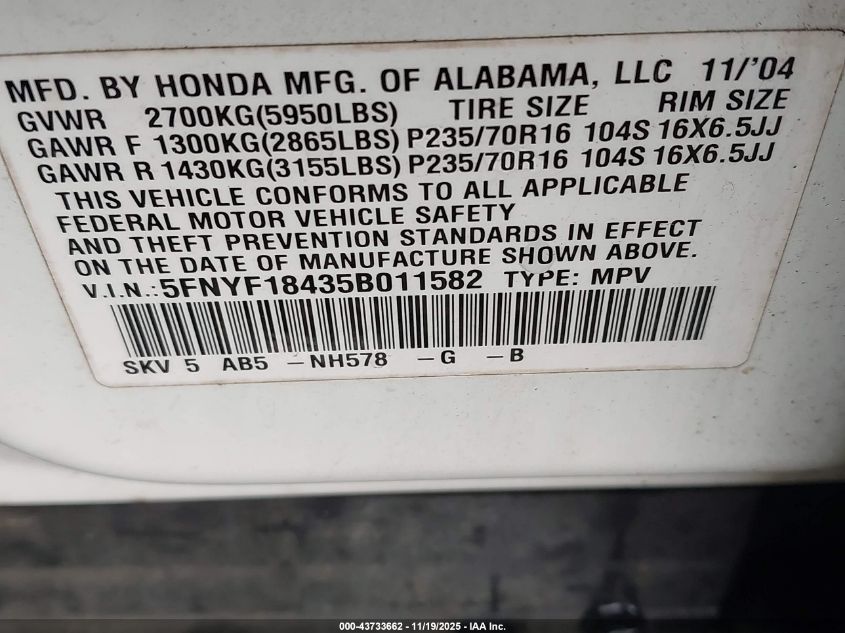 MFD. BY HONDA MFG. OF ALABAMA, LLC 11/'04
GVWR 2700KG(5950LBS) TIRE SIZE RIM SIZE
GAWR F 1300KG(2865LBS) P235/70R16 104S 16X6.5JJ
GAWR R 1430KG(3155LBS) P235/70R16 104S 16X6.5JJ
THIS VEHICLE CONFORMS TO ALL APPLICABLE
FEDERAL MOTOR VEHICLE SAFETY
AND THEFT PREVENTION STANDARDS IN EFFECT
ON THE DATE OF MANUFACTURE SHOWN ABOVE.
V.I.N.:5FNYF18435B011582 TYPE: MPV
SKV 5 AB5 -NH578 -G -B
000-43733662 - 11/19/2025 - IAA Inc.